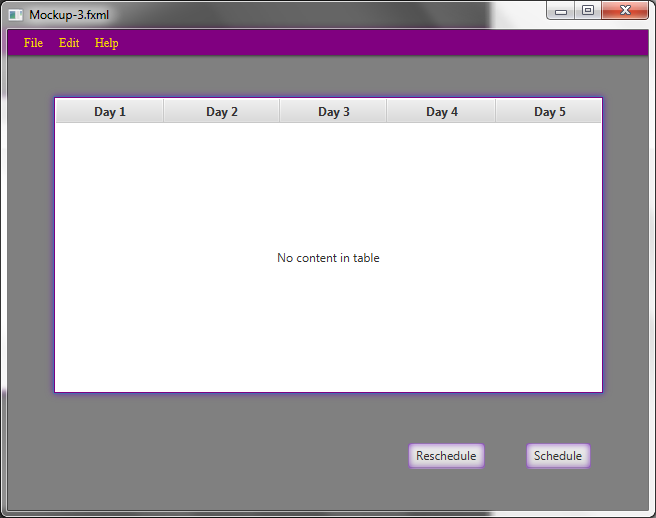 Mockup-3.fxml
File Edit Help
Day 1 Day 2 Day 3 Day 4 Day 5
No content in table
Reschedule Schedule